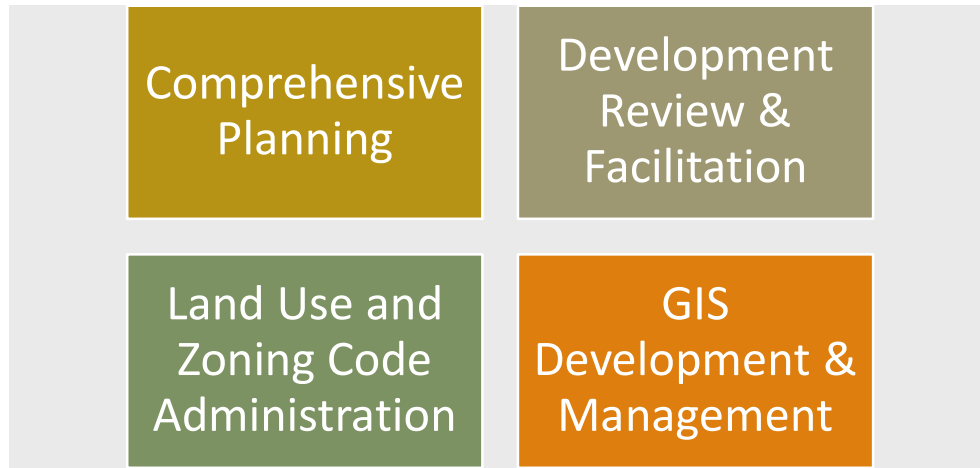 Comprehensive
Planning
Development
Review &
Facilitation
Land Use and
Zoning Code
Administration
GIS
Development &
Management